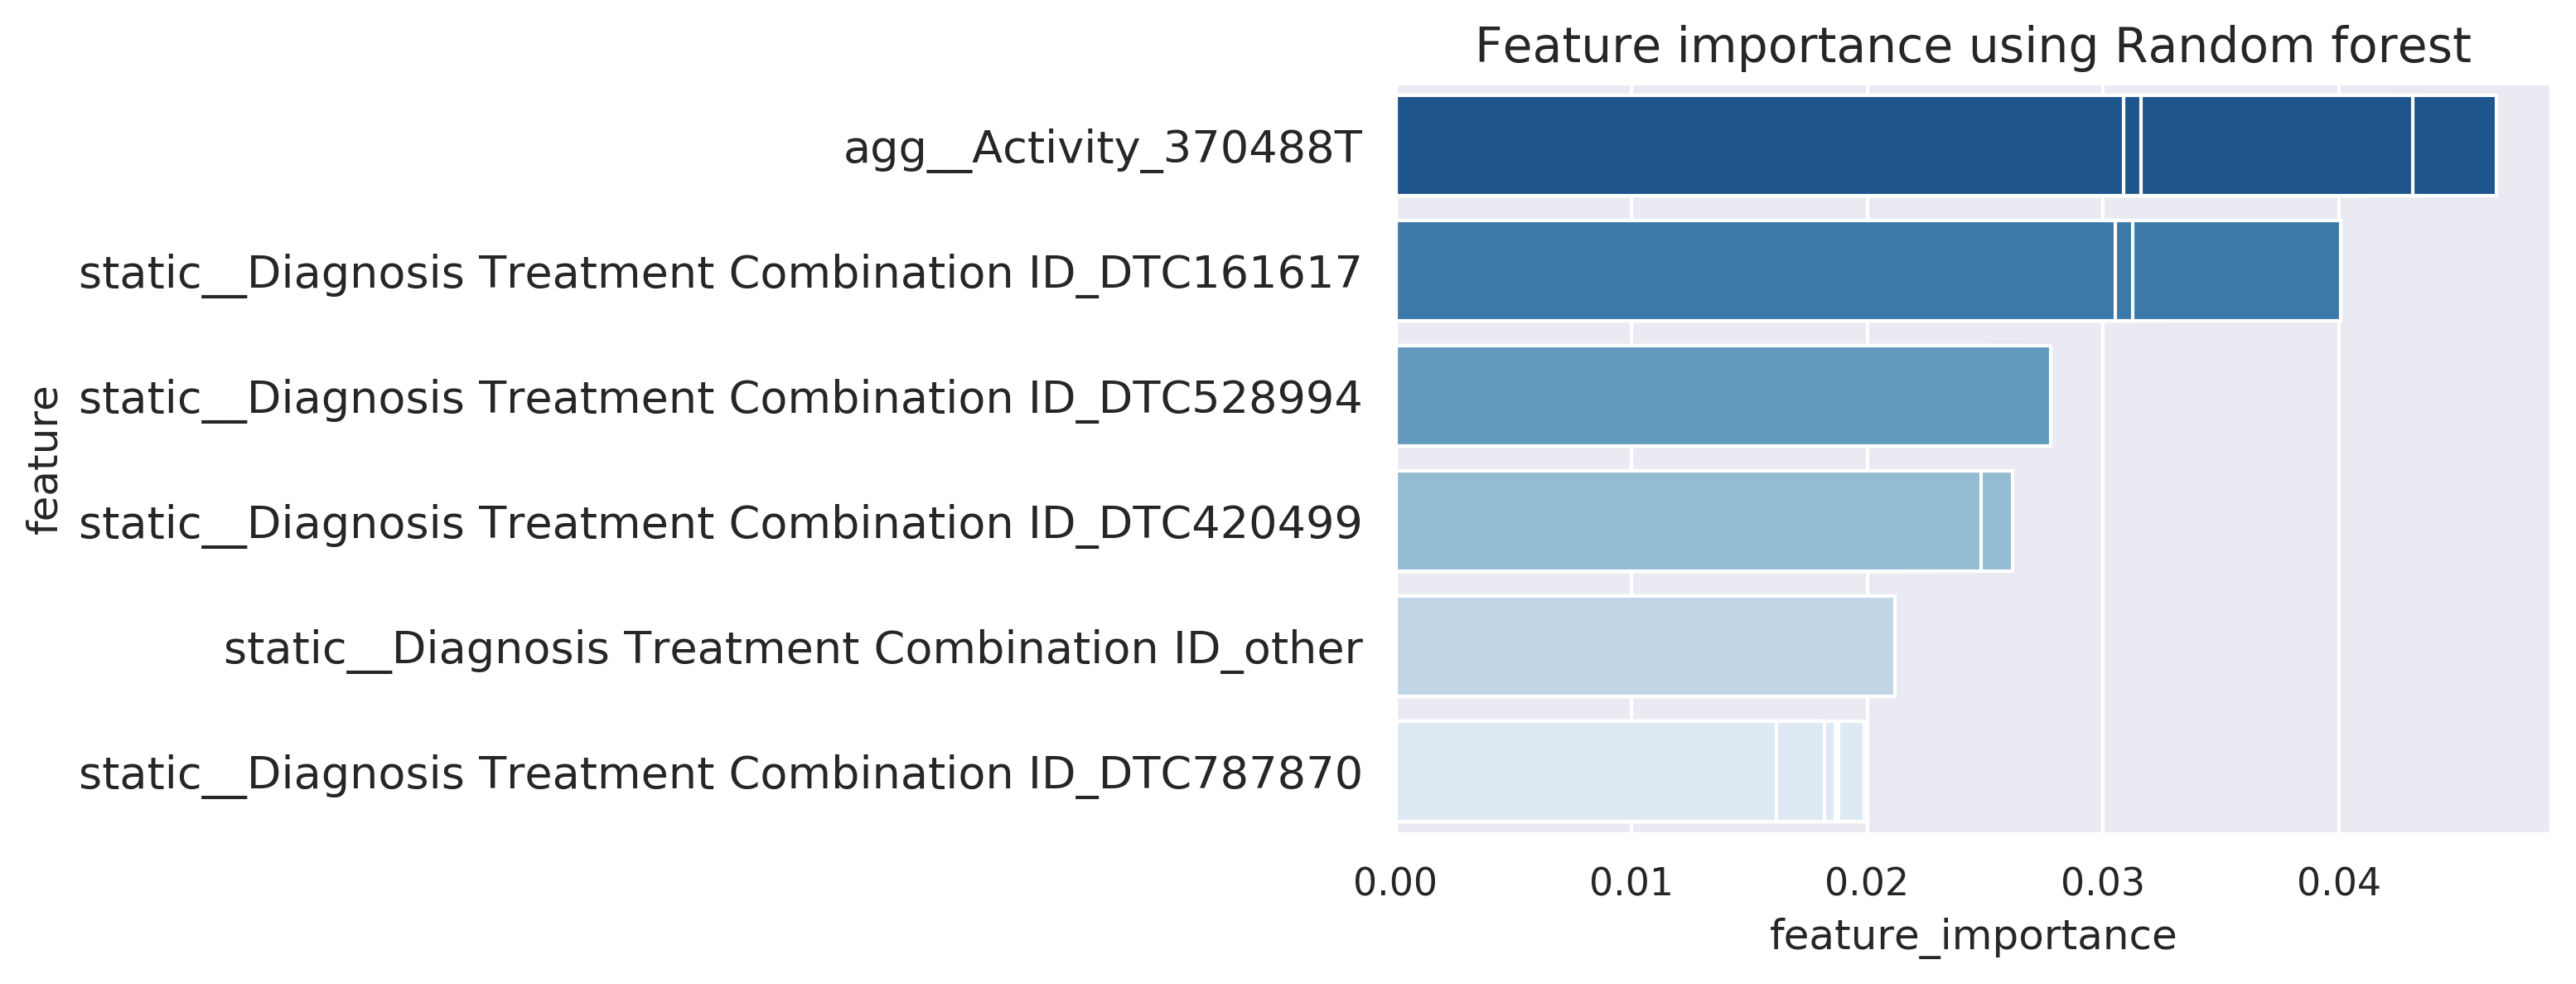 Feature importance using Random forest
agg__Activity_370488T
static__Diagnosis Treatment Combination ID_DTC161617
static__Diagnosis Treatment Combination ID_DTC528994
static__Diagnosis Treatment Combination ID_DTC420499
static__Diagnosis Treatment Combination ID_other
static__Diagnosis Treatment Combination ID_DTC787870
feature
0.00 0.01 0.02 0.03 0.04
feature_importance